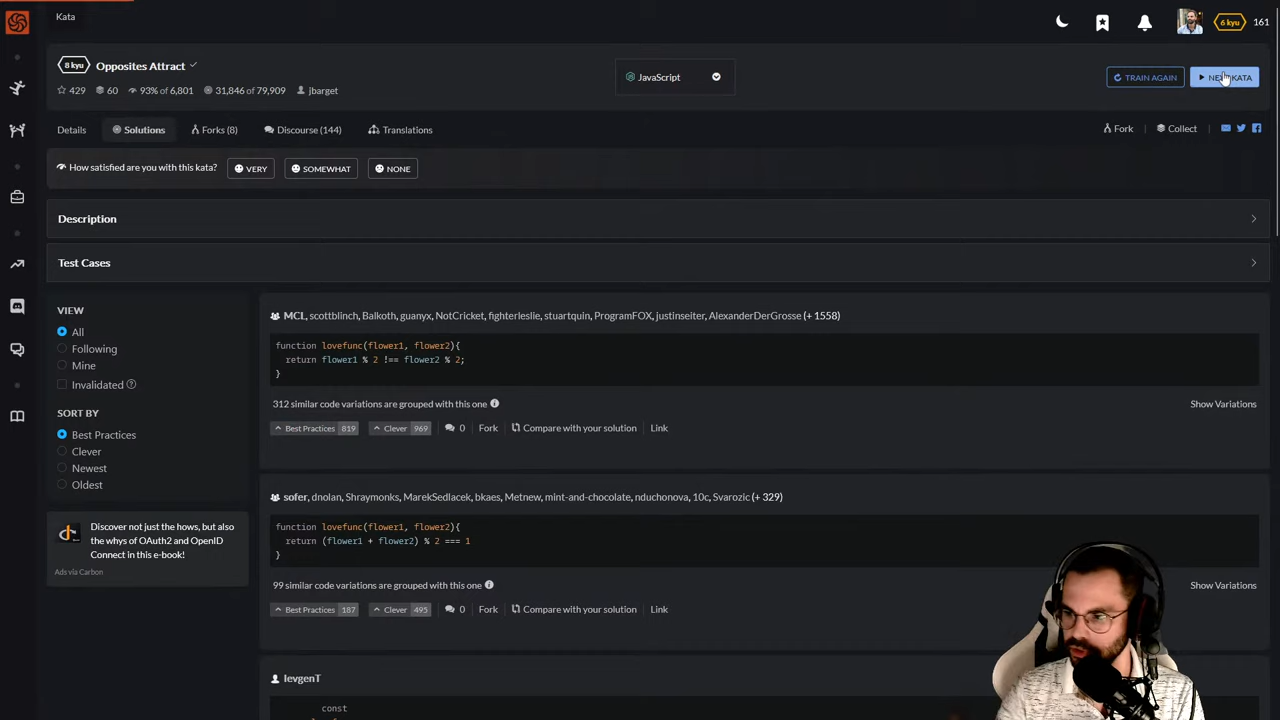 Kata
6 kyu 161
8 kyu Opposites Attract
429 60 93% of 6,801 31,846 of 79,909 jbarget
JavaScript
TRAIN AGAIN
Details Solutions Forks (8) Discourse (144) Translations
Fork Collect
How satisfied are you with this kata? VERY SOMEWHAT NONE
Description
Test Cases
VIEW
All
Following
Mine
Invalidated
SORT BY
Best Practices
Clever
Newest
Oldest
Discover not just the hows, but also
the whys of OAuth2 and OpenID
Connect in this e-book!
Ads via Carbon
MCL, scottblinch, Balkoth, guanyx, NotCricket, fighterleslie, stuartquin, ProgramFOX, justinseiter, AlexanderDerGrosse (+ 1558)
function lovefunc(flower1, flower2){
return flower1 % 2 !== flower2 % 2;
}
312 similar code variations are grouped with this one
Show Variations
Best Practices 819 Clever 969 0 Fork Compare with your solution Link
sofer, dnolan, Shraymonks, MarekSedlacek, bkaes, Metnew, mint-and-chocolate, nduchonova, 10c, Svarozic (+ 329)
function lovefunc(flower1, flower2){
return (flower1 + flower2) % 2 === 1
}
99 similar code variations are grouped with this one
Show Variations
Best Practices 187 Clever 495 0 Fork Compare with your solution Link
IevgenT
const